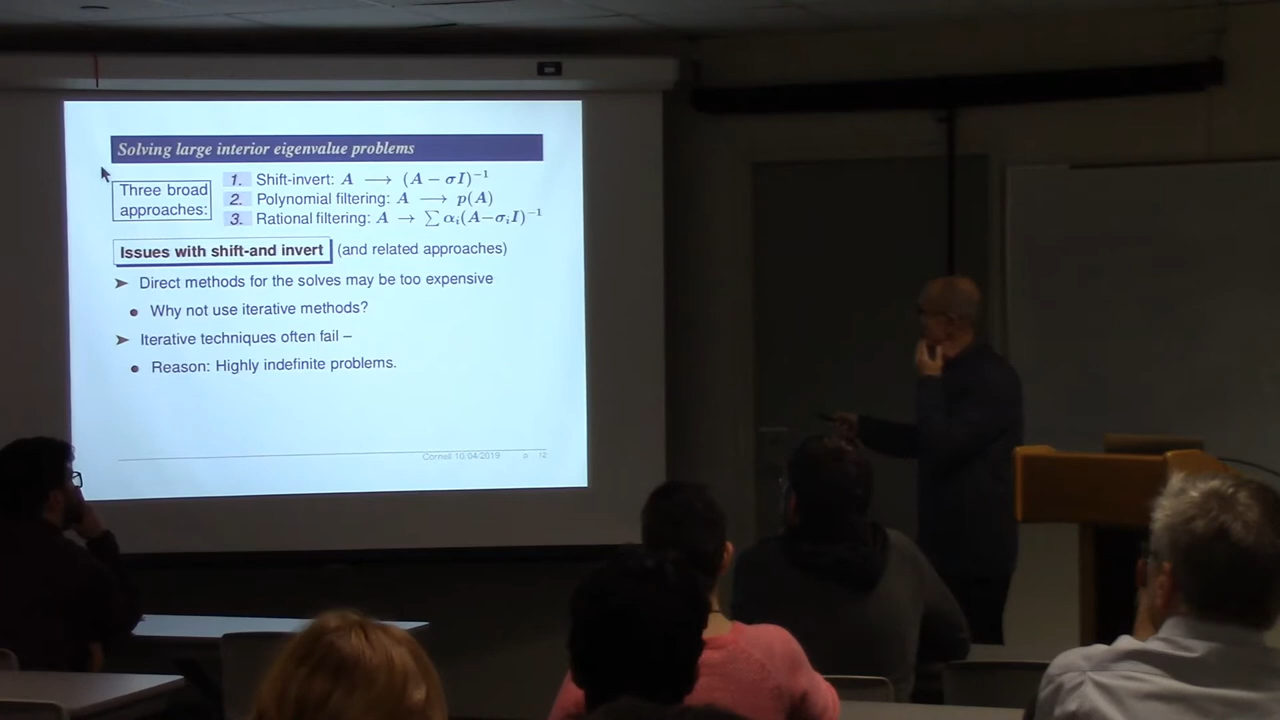 Solving large interior eigenvalue problems
Three broad approaches:
1. Shift-invert: A ⟶ (A − σI)⁻¹
2. Polynomial filtering: A ⟶ p(A)
3. Rational filtering: A → ∑ αᵢ(A−σᵢI)⁻¹
Issues with shift-and invert (and related approaches)
➤ Direct methods for the solves may be too expensive
● Why not use iterative methods?
➤ Iterative techniques often fail –
● Reason: Highly indefinite problems.
Cornell 10/04/2019 p. 12